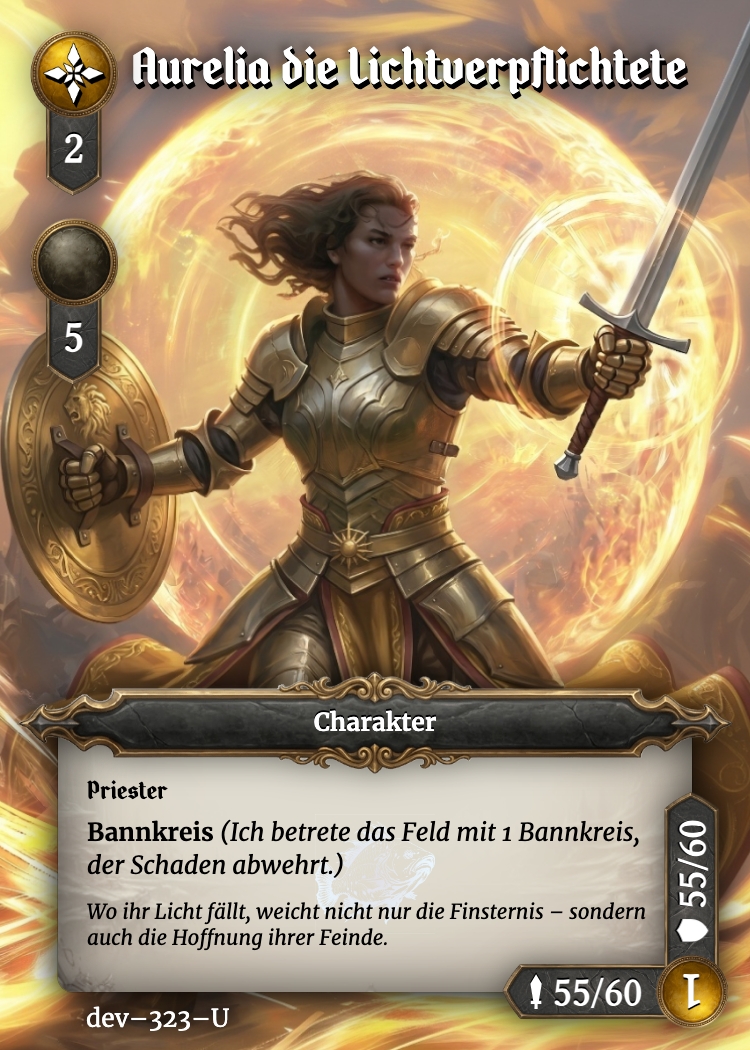 Aurelia die Lichtverpflichtete
2
5
Charakter
Priester
Bannkreis (Ich betrete das Feld mit 1 Bannkreis,
der Schaden abwehrt.)
Wo ihr Licht fällt, weicht nicht nur die Finsternis – sondern
auch die Hoffnung ihrer Feinde.
55/60
55/60
1
dev–323–U